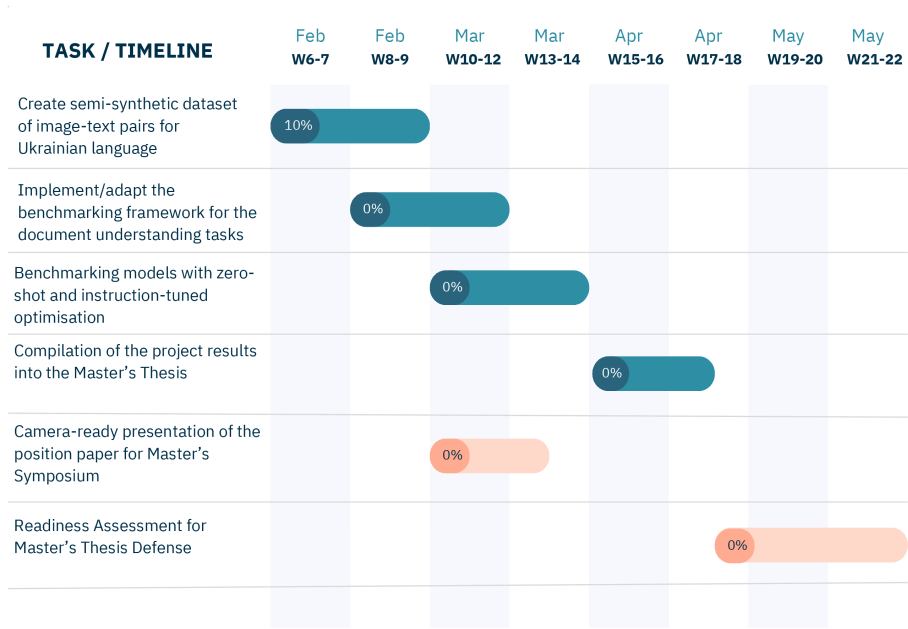 TASK / TIMELINE
Feb Feb Mar Mar Apr Apr May May
W6-7 W8-9 W10-12 W13-14 W15-16 W17-18 W19-20 W21-22
Create semi-synthetic dataset
of image-text pairs for
Ukrainian language
10%
Implement/adapt the
benchmarking framework for the
document understanding tasks
0%
Benchmarking models with zero-
shot and instruction-tuned
optimisation
0%
Compilation of the project results
into the Master's Thesis
0%
Camera-ready presentation of the
position paper for Master's
Symposium
0%
Readiness Assessment for
Master's Thesis Defense
0%